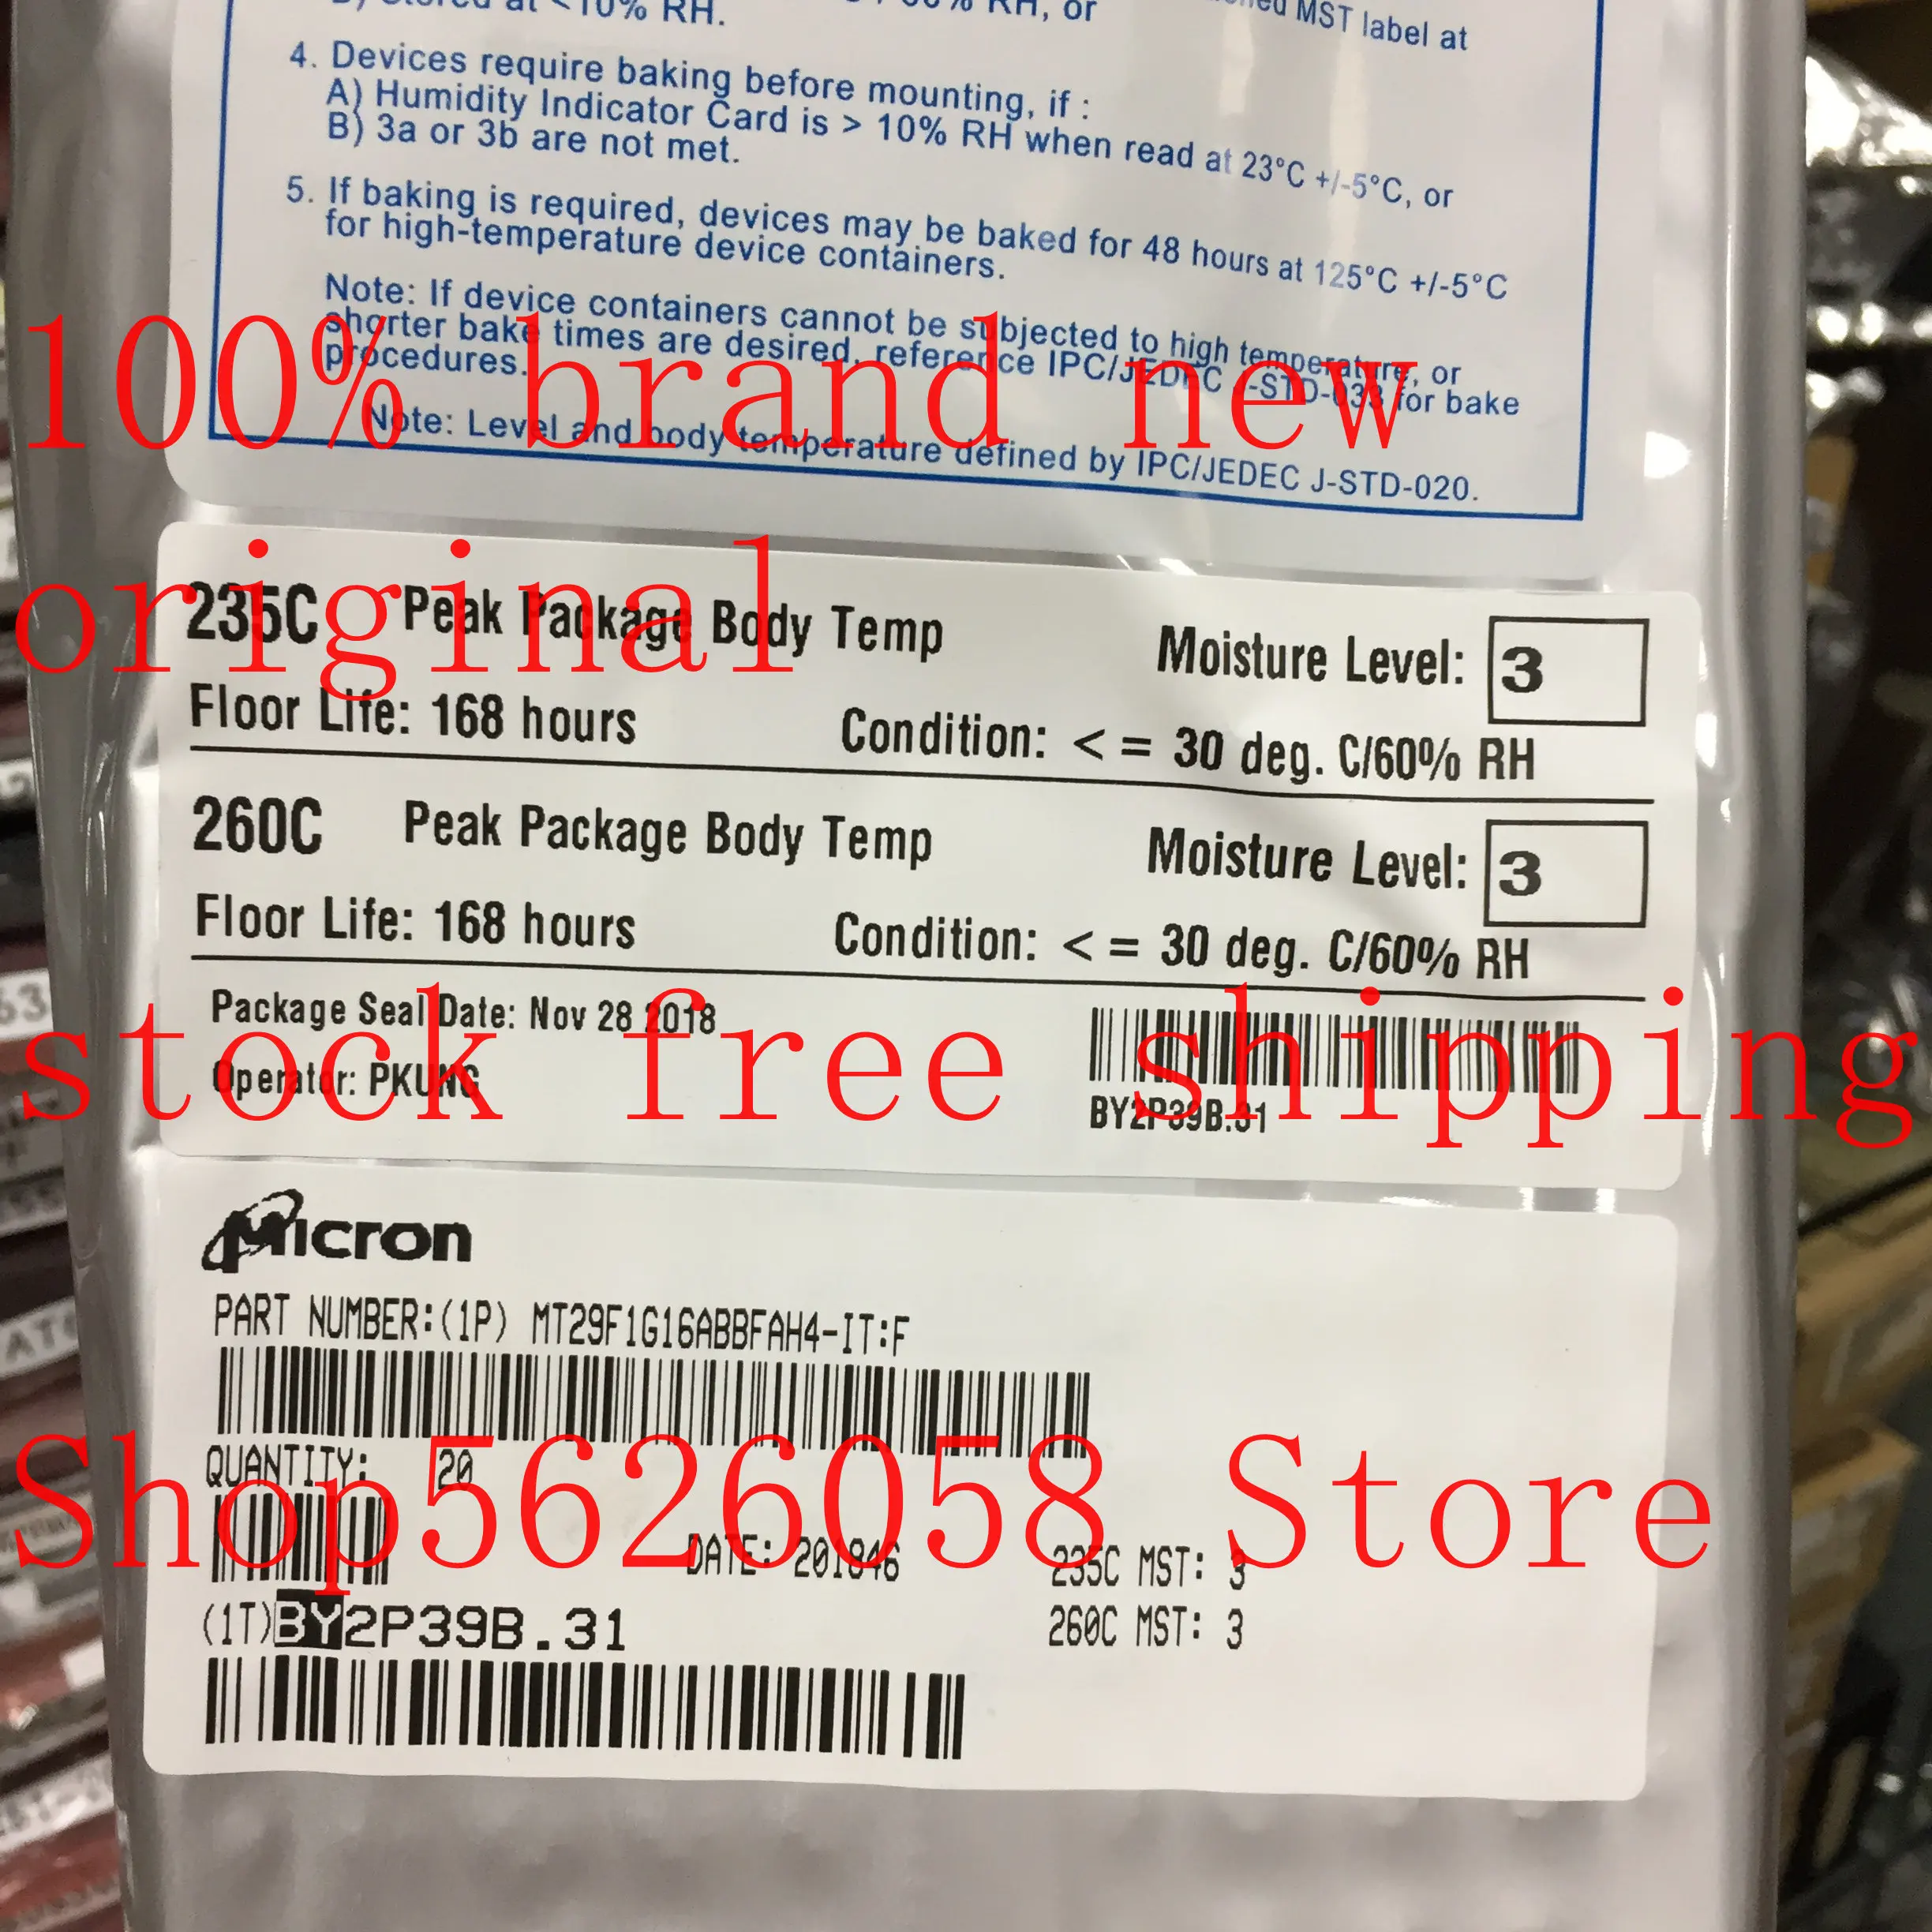 at <10% RH.
RH, or
MST label at
4. Devices require baking before mounting, if :
A) Humidity Indicator Card is > 10% RH when read at 23°C +/-5°C, or
B) 3a or 3b are not met.
5. If baking is required, devices may be baked for 48 hours at 125°C +/-5°C
for high-temperature device containers.
Note: If device containers cannot be subjected to high temperature, or
shorter bake times are desired, reference IPC/JEDEC J-STD-033 for bake
procedures.
100% brand new
Note: Level and body temperature defined by IPC/JEDEC J-STD-020.
original
235C Peak Package Body Temp Moisture Level: 3
Floor Life: 168 hours Condition: <= 30 deg. C/60% RH
260C Peak Package Body Temp Moisture Level: 3
Floor Life: 168 hours Condition: <= 30 deg. C/60% RH
Package Seal Date: Nov 28 2018
stock free shipping
Operator: PKUNG
BY2P39B.31
Micron
PART NUMBER:(1P) MT29F1G16ABBFAH4-IT:F
QUANTITY: 20
Shop5626058 Store
DATE: 201846 235C MST: 3
(1T)BY2P39B.31 260C MST: 3